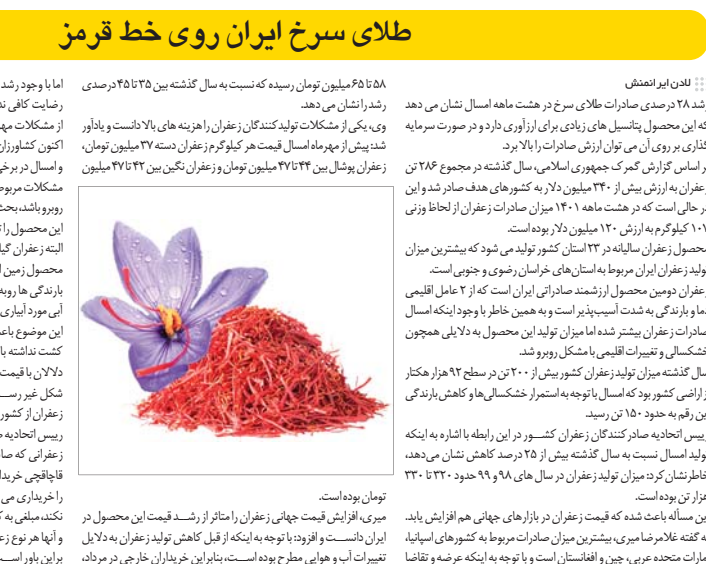 طلای سرخ ایران روی خط قرمز
لادن ایرانمنش
رشد ۲۸ درصدی صادرات طلای سرخ در هشت ماهه امسال نشان می دهد
که این محصول پتانسیل های زیادی برای ارزآوری دارد و در صورت سرمایه
گذاری بر روی آن می توان ارزش صادرات را بالا برد.
بر اساس گزارش گمرک جمهوری اسلامی، سال گذشته در مجموع ۲۸۶ تن
زعفران به ارزش بیش از ۳۴۰ میلیون دلار به کشورهای هدف صادر شد و این
در حالی است که در هشت ماهه ۱۴۰۱ میزان صادرات زعفران از لحاظ وزنی
کیلوگرم به ارزش ۱۲۰ میلیون دلار بوده است.
محصول زعفران سالیانه در ۲۳ استان کشور تولید می شود که بیشترین میزان
تولید زعفران ایران مربوط به استان‌های خراسان رضوی و جنوبی است.
زعفران دومین محصول ارزشمند صادراتی ایران است که از ۲ عامل اقلیمی
دما و بارندگی به شدت آسیب‌پذیر است و به همین خاطر با وجود اینکه امسال
صادرات زعفران بیشتر شده اما میزان تولید این محصول به دلایلی همچون
خشکسالی و تغییرات اقلیمی با مشکل روبرو شد.
سال گذشته میزان تولید زعفران کشور بیش از ۲۰۰ تن در سطح ۹۲ هزار هکتار
از اراضی کشور بود که امسال با توجه به استمرار خشکسالی‌ها و کاهش بارندگی
این رقم به حدود ۱۵۰ تن رسید.
رییس اتحادیه صادرکنندگان زعفران کشور در این رابطه با اشاره به اینکه
تولید امسال نسبت به سال گذشته بیش از ۲۵ درصد کاهش نشان می‌دهد،
خاطرنشان کرد: میزان تولید زعفران در سال های ۹۸ و ۹۹ حدود ۳۲۰ تا ۳۳۰
هزار تن بوده است.
این مسأله باعث شده که قیمت زعفران در بازارهای جهانی هم افزایش یابد.
به گفته غلامرضا میری، بیشترین میزان صادرات مربوط به کشورهای اسپانیا،
امارات متحده عربی، چین و افغانستان است و با توجه به اینکه عرضه و تقاضا
۵۸ تا ۶۵ میلیون تومان رسیده که نسبت به سال گذشته بین ۳۵ تا ۴۵ درصدی
رشد را نشان می دهد.
وی، یکی از مشکلات تولیدکنندگان زعفران را هزینه های بالا دانست و یادآور
شد: پیش از مهرماه امسال قیمت هر کیلوگرم زعفران دسته ۳۷ میلیون تومان،
زعفران پوشال بین ۴۴ تا ۴۷ میلیون تومان و زعفران نگین بین ۴۲ تا ۴۷ میلیون
تومان بوده است.
میری، افزایش قیمت جهانی زعفران را متاثر از رشد قیمت این محصول در
ایران دانست و افزود: با توجه به اینکه از قبل کاهش تولید زعفران به دلایل
تغییرات آب و هوایی مطرح بوده است، بنابراین خریداران خارجی در مرداد،
اما با وجود رشد
رضایت کافی ند
از مشکلات مه
اکنون کشاورزان
و امسال در برخی
مشکلات مربوط
روبرو باشد، بحث
این محصول را ت
البته زعفران گیا
محصول زمین ا
بارندگی ها رو به
آبی مورد آبیاری
این موضوع باعث
کشت نداشته با
دلالان با قیمت
شکل غیر رسـ
زعفران از کشور
رییس اتحادیه ص
زعفرانی که صا
قاچاقچی خریدا
را خریداری می
نکند، مبلغی به ک
و آنها هر نوع زع
براین باور است